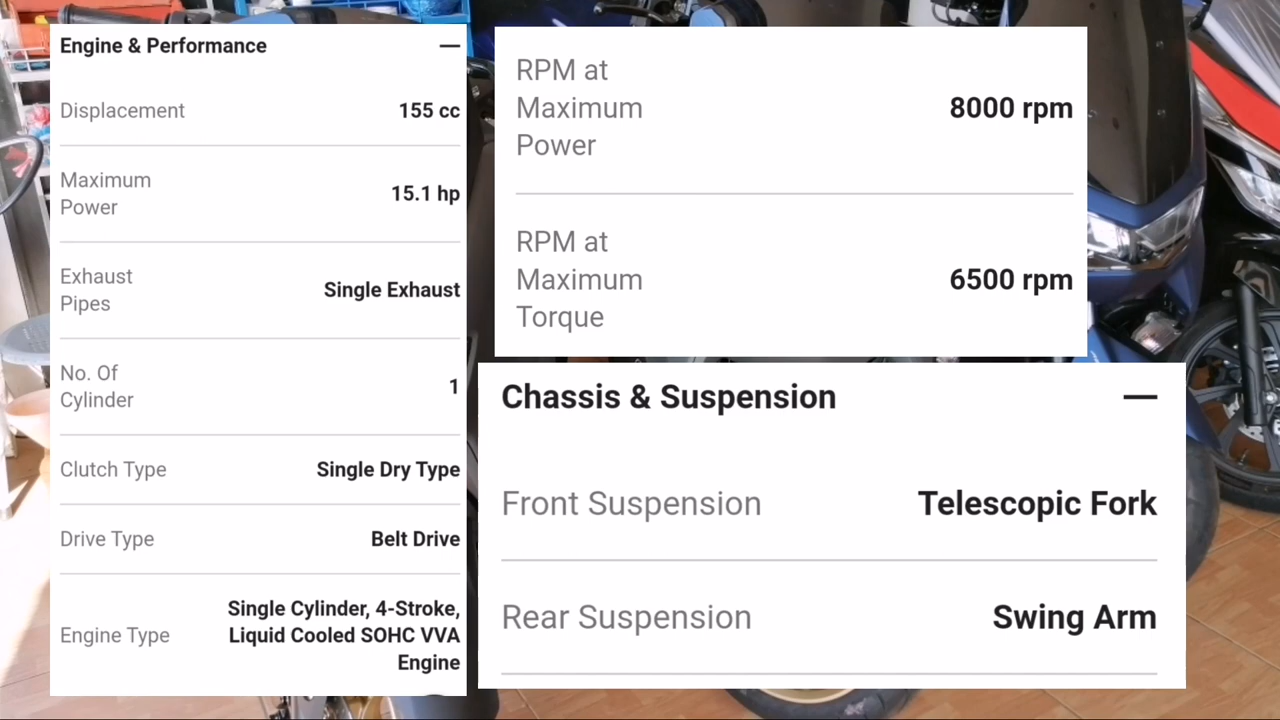 Engine & Performance
Displacement 155 cc
Maximum
Power
15.1 hp
Exhaust
Pipes
Single Exhaust
No. Of
Cylinder
1
Clutch Type Single Dry Type
Drive Type Belt Drive
Engine Type
Single Cylinder, 4-Stroke,
Liquid Cooled SOHC VVA
Engine
RPM at
Maximum
Power
8000 rpm
RPM at
Maximum
Torque
6500 rpm
Chassis & Suspension
Front Suspension Telescopic Fork
Rear Suspension Swing Arm